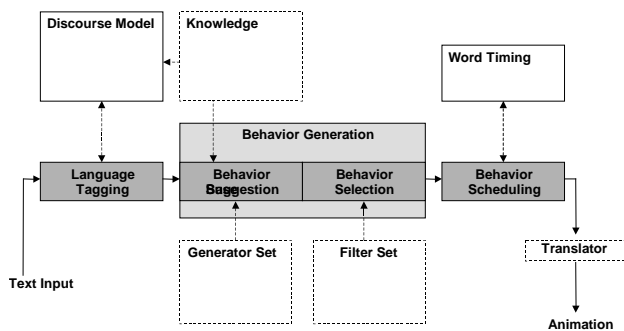 Discourse Model
Knowledge
Word Timing
Behavior Generation
Language
Tagging
Behavior
Suggestion
Base
Behavior
Selection
Behavior
Scheduling
Generator Set
Filter Set
Translator
Text Input
Animation